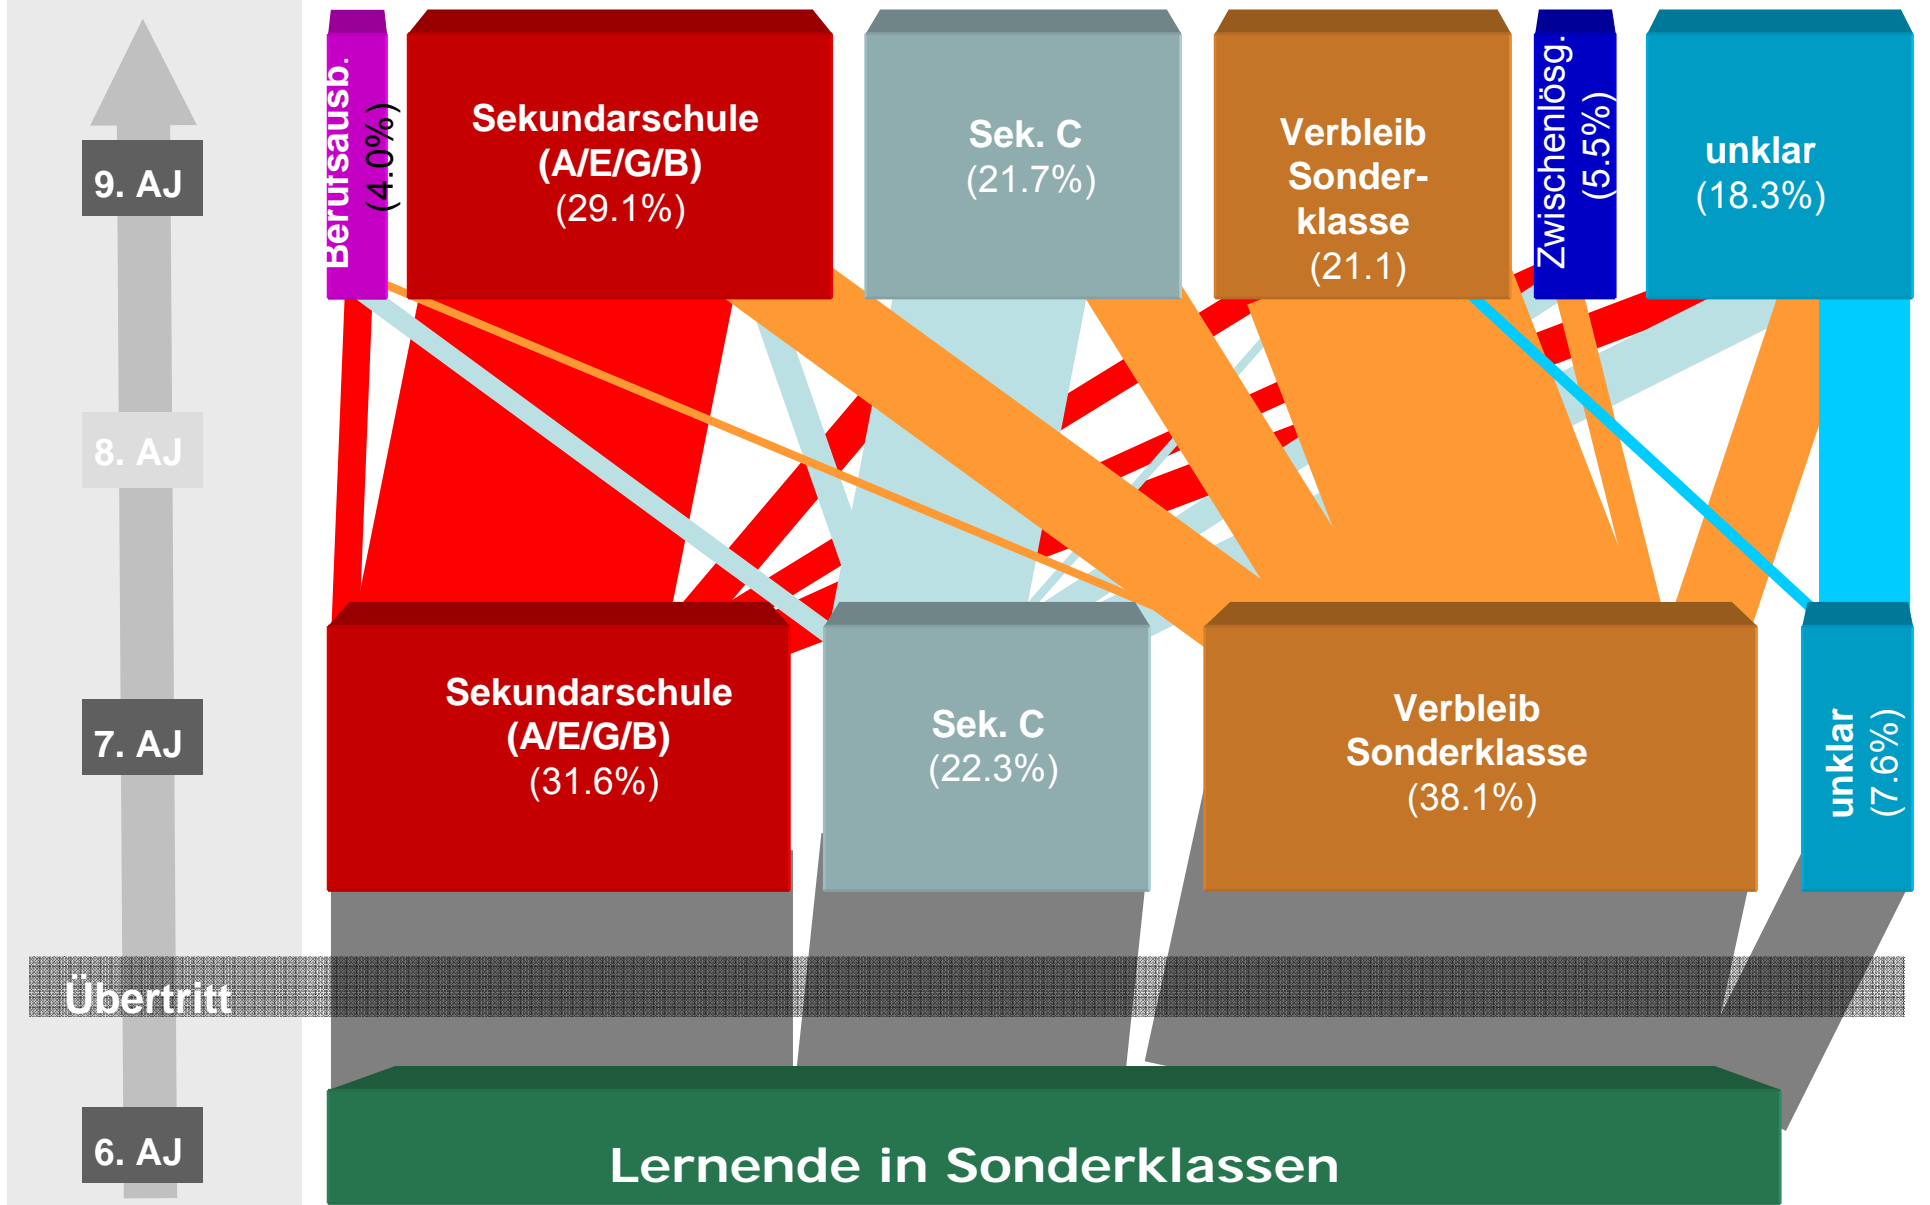 Berufsausb.
(4.0%)
Sekundarschule
(A/E/G/B)
(29.1%)
Sek. C
(21.7%)
Verbleib
Sonder-
klasse
(21.1)
Zwischenlösg.
(5.5%)
unklar
(18.3%)
9. AJ
8. AJ
7. AJ
Sekundarschule
(A/E/G/B)
(31.6%)
Sek. C
(22.3%)
Verbleib
Sonderklasse
(38.1%)
unklar
(7.6%)
Übertritt
6. AJ
Lernende in Sonderklassen